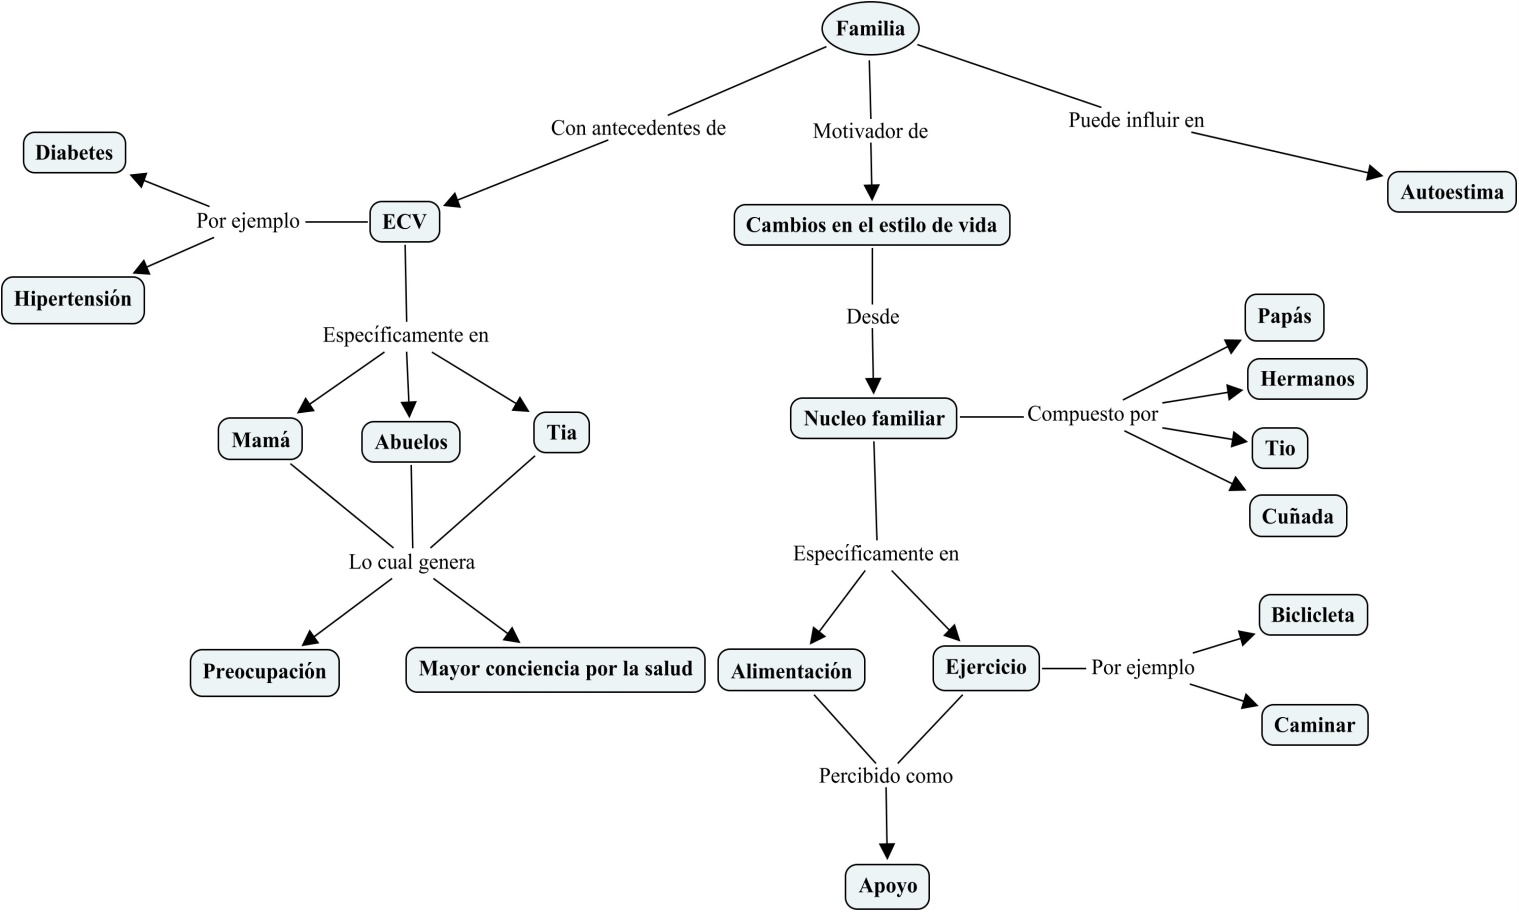 Familia
Con antecedentes de
Motivador de
Puede influir en
Diabetes
Por ejemplo
Hipertensión
ECV
Cambios en el estilo de vida
Autoestima
Específicamente en
Desde
Mamá
Abuelos
Tia
Nucleo familiar
Compuesto por
Papás
Hermanos
Tio
Cuñada
Lo cual genera
Específicamente en
Preocupación
Mayor conciencia por la salud
Alimentación
Ejercicio
Por ejemplo
Biclicleta
Caminar
Percibido como
Apoyo